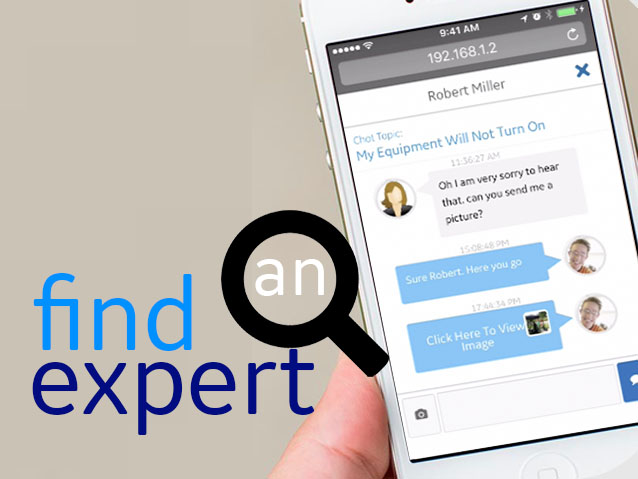 9:41 AM
192.168.1.2
Robert Miller
Chat Topic:
My Equipment Will Not Turn On
11:36:27 AM
Oh I am very sorry to hear
that. can you send me a
picture?
15:08:48 PM
Sure Robert. Here you go
17:44:34 PM
Click Here To View
Image
find
an
expert